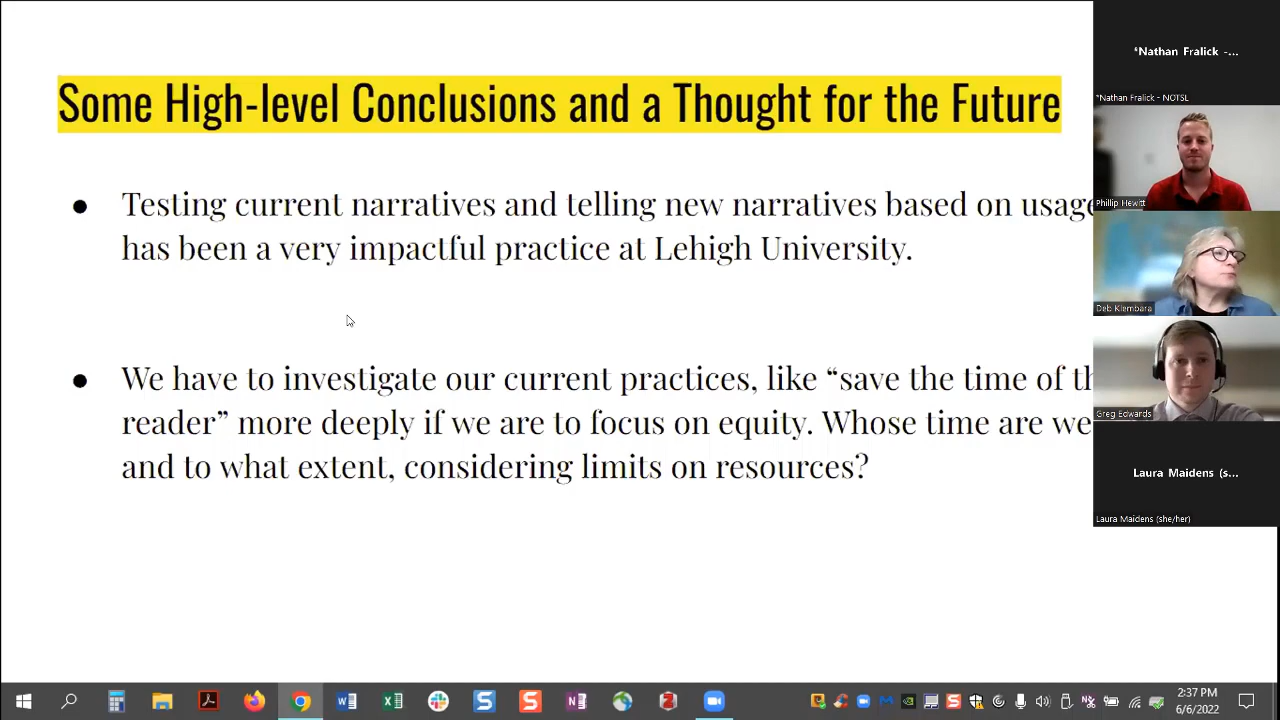 Some High-level Conclusions and a Thought for the Future
● Testing current narratives and telling new narratives based on usage
has been a very impactful practice at Lehigh University.
● We have to investigate our current practices, like “save the time of th
reader” more deeply if we are to focus on equity. Whose time are we
and to what extent, considering limits on resources?
*Nathan Fralick -...
*Nathan Fralick - NOTSL
Phillip Hewitt
Deb Klembara
Greg Edwards
Laura Maidens (s...
Laura Maidens (she/her)
2:37 PM
6/6/2022